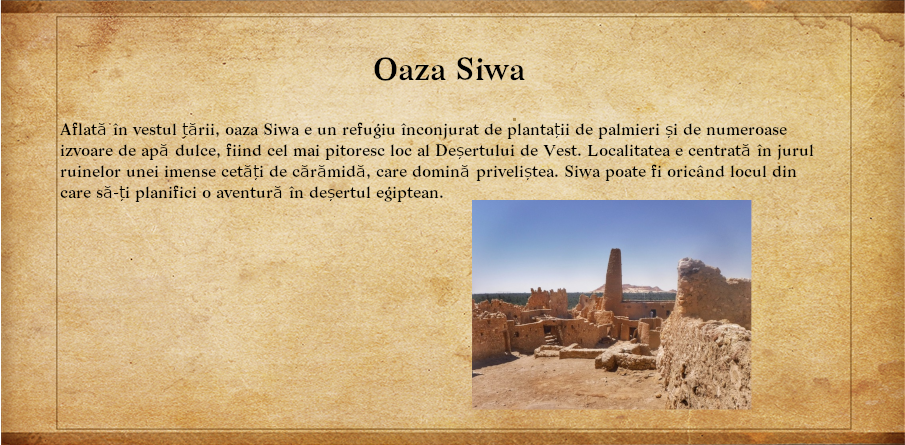 Oaza Siwa
Aflată în vestul țării, oaza Siwa e un refugiu înconjurat de plantații de palmieri și de numeroase
izvoare de apă dulce, fiind cel mai pitoresc loc al Deșertului de Vest. Localitatea e centrată în jurul
ruinelor unei imense cetăți de cărămidă, care domină priveliștea. Siwa poate fi oricând locul din
care să-ți planifici o aventură în deșertul egiptean.